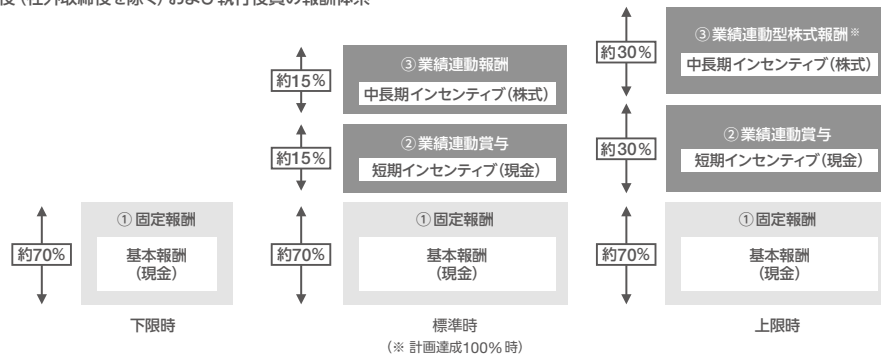 役（社外取締役を除く）および執行役員の報酬体系
約15%
③業績連動報酬
中長期インセンティブ（株式）
約30%
③業績連動型株式報酬※
中長期インセンティブ（株式）
約15%
②業績連動賞与
短期インセンティブ（現金）
約30%
②業績連動賞与
短期インセンティブ（現金）
約70%
①固定報酬
基本報酬
（現金）
約70%
①固定報酬
基本報酬
（現金）
約70%
①固定報酬
基本報酬
（現金）
下限時
標準時
（※ 計画達成100%時）
上限時